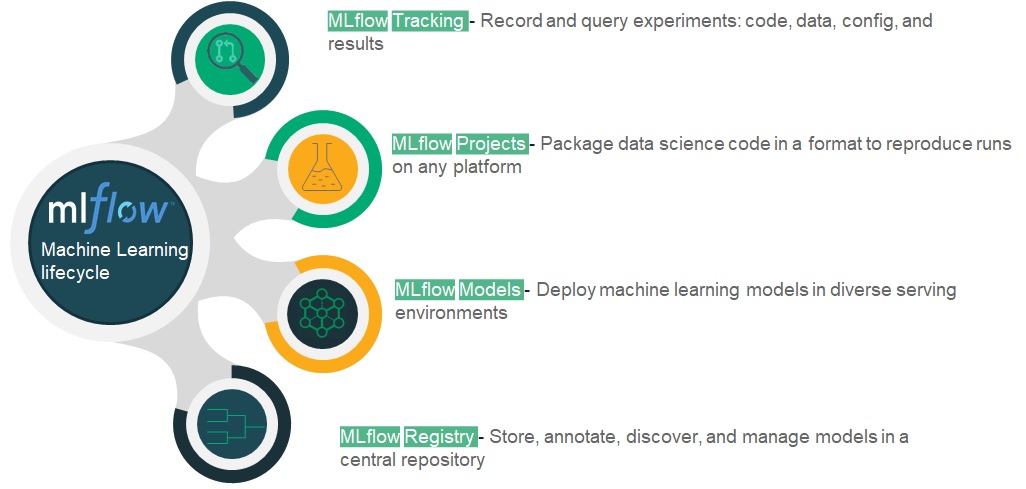 MLflow Tracking - Record and query experiments: code, data, config, and
results
MLflow Projects - Package data science code in a format to reproduce runs
on any platform
mlflow™
Machine Learning
lifecycle
MLflow Models - Deploy machine learning models in diverse serving
environments
MLflow Registry - Store, annotate, discover, and manage models in a
central repository